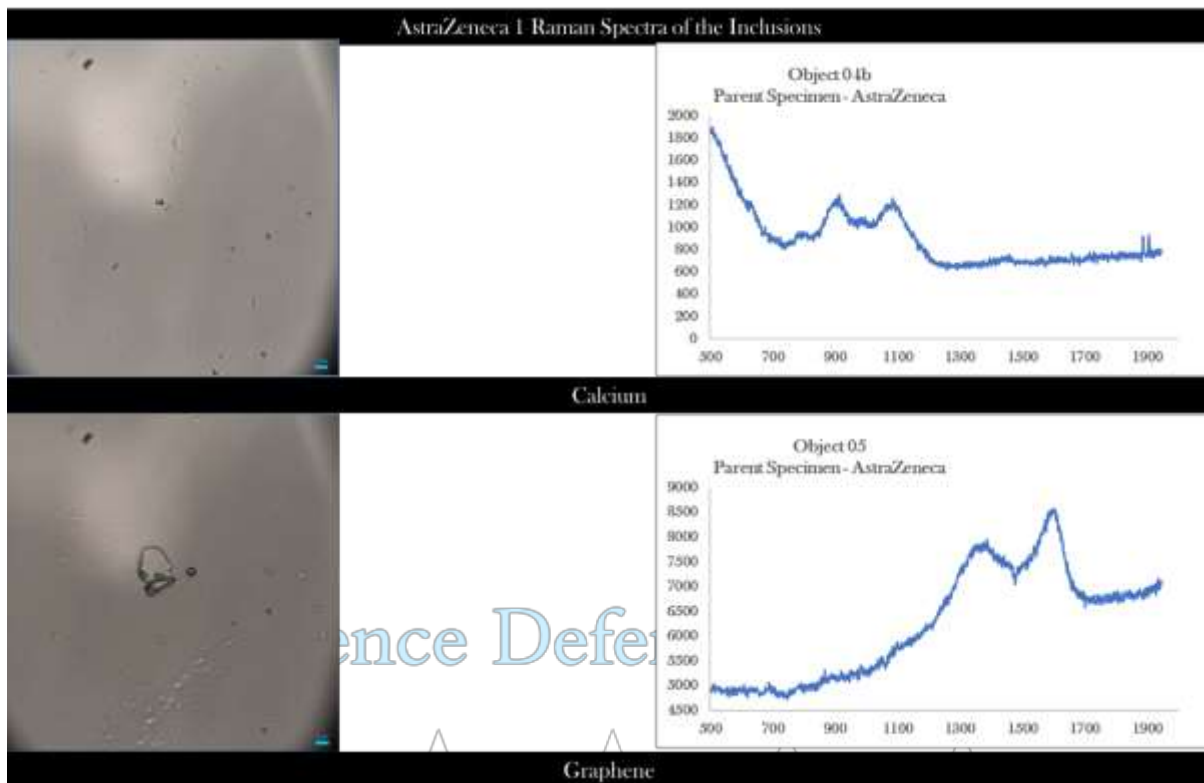 AstraZeneca 1 Raman Spectra of the Inclusions
Object 04b
Parent Specimen - AstraZeneca
2000
1800
1600
1400
1200
1000
800
600
400
200
0
500 700 900 1100 1300 1500 1700 1900
Calcium
Object 05
Parent Specimen - AstraZeneca
9000
8500
8000
7500
7000
6500
6000
5500
5000
4500
500 700 900 1100 1300 1500 1700 1900
ence Defe
Graphene